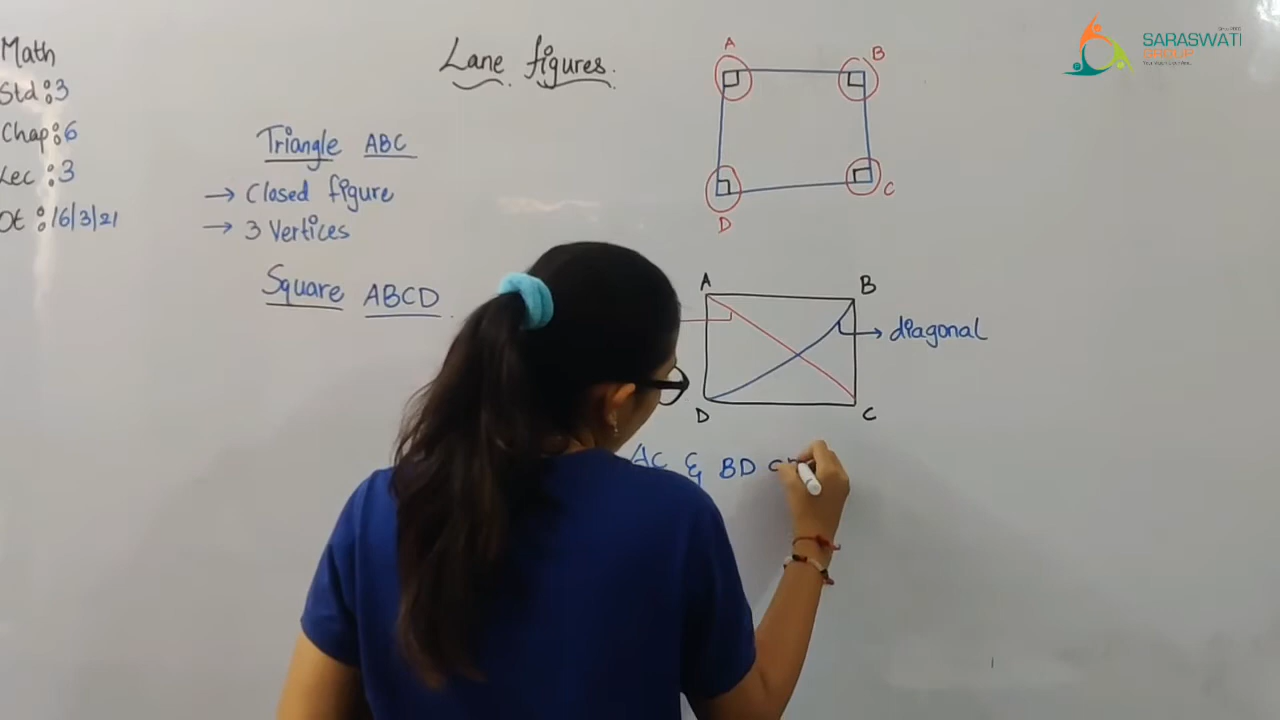 Math
Std : 3
Chap : 6
Lec : 3
Dt : 16/3/21
Lane figures.
Triangle ABC
→ Closed figure
→ 3 Vertices
Square ABCD.
A
B
C
D
A
B
→ diagonal
D
C
AC & BD
SARASWATI
GROUP